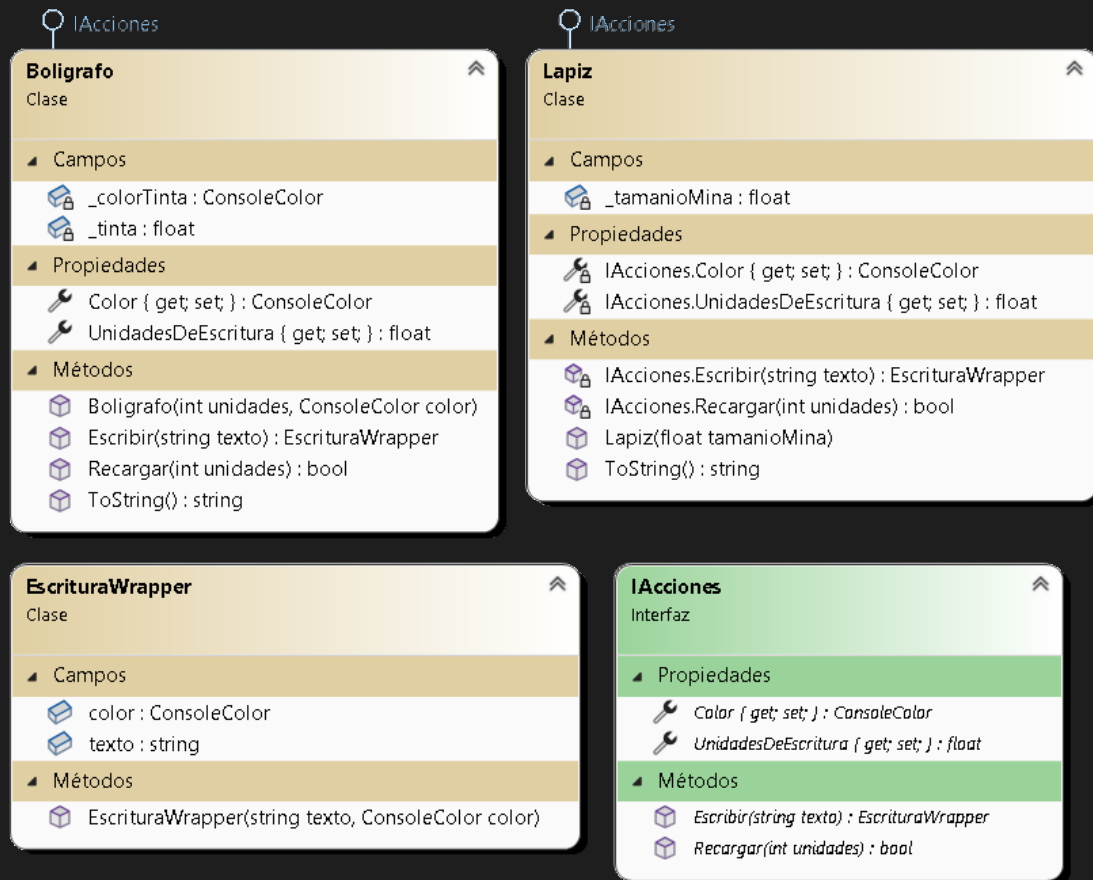 IAcciones
Boligrafo
Clase
Campos
_colorTinta : ConsoleColor
_tinta : float
Propiedades
Color { get; set; } : ConsoleColor
UnidadesDeEscritura { get; set; } : float
Métodos
Boligrafo(int unidades, ConsoleColor color)
Escribir(string texto) : EscrituraWrapper
Recargar(int unidades) : bool
ToString() : string
IAcciones
Lapiz
Clase
Campos
_tamanioMina : float
Propiedades
IAcciones.Color { get; set; } : ConsoleColor
IAcciones.UnidadesDeEscritura { get; set; } : float
Métodos
IAcciones.Escribir(string texto) : EscrituraWrapper
IAcciones.Recargar(int unidades) : bool
Lapiz(float tamanioMina)
ToString() : string
EscrituraWrapper
Clase
Campos
color : ConsoleColor
texto : string
Métodos
EscrituraWrapper(string texto, ConsoleColor color)
IAcciones
Interfaz
Propiedades
Color { get; set; } : ConsoleColor
UnidadesDeEscritura { get; set; } : float
Métodos
Escribir(string texto) : EscrituraWrapper
Recargar(int unidades) : bool